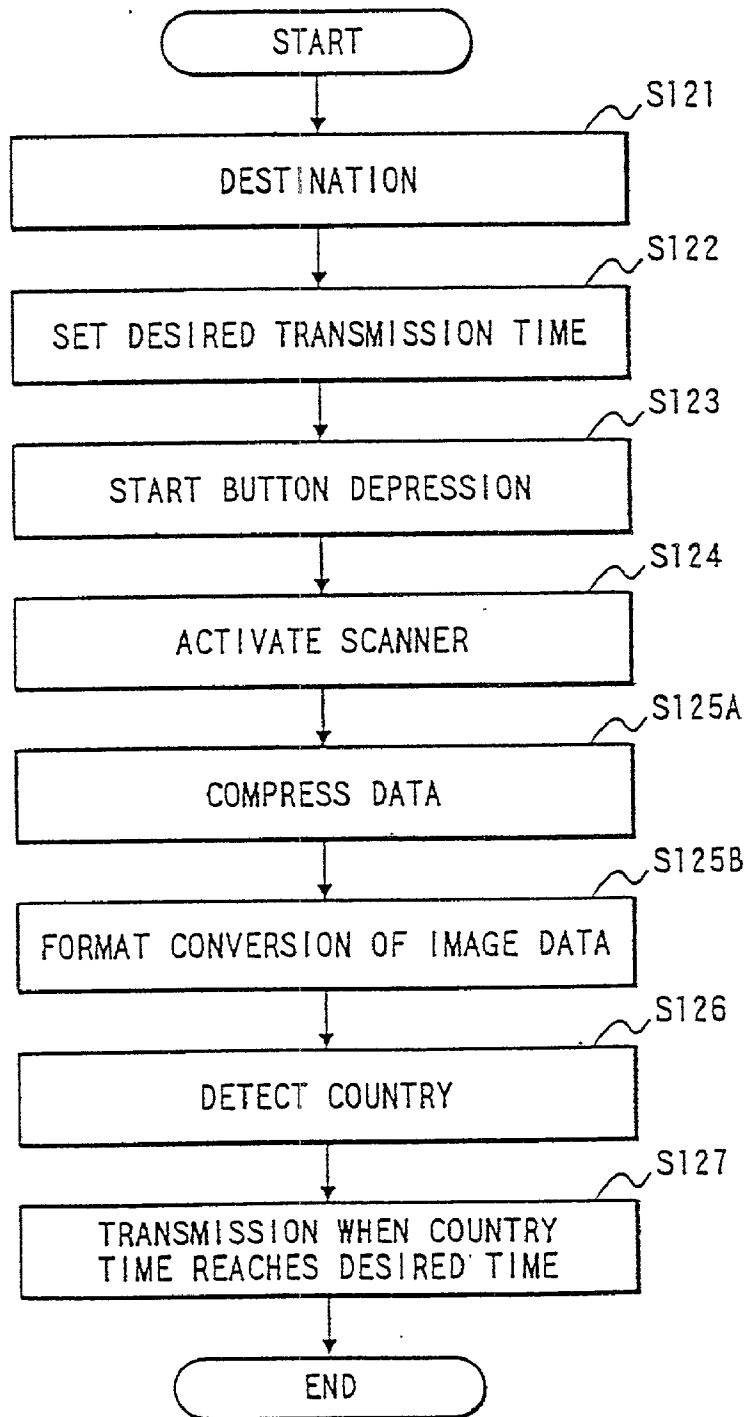 START
S121
DESTINATION
S122
SET DESIRED TRANSMISSION TIME
S123
START BUTTON DEPRESSION
S124
ACTIVATE SCANNER
S125A
COMPRESS DATA
S125B
FORMAT CONVERSION OF IMAGE DATA
S126
DETECT COUNTRY
S127
TRANSMISSION WHEN COUNTRY
TIME REACHES DESIRED TIME
END